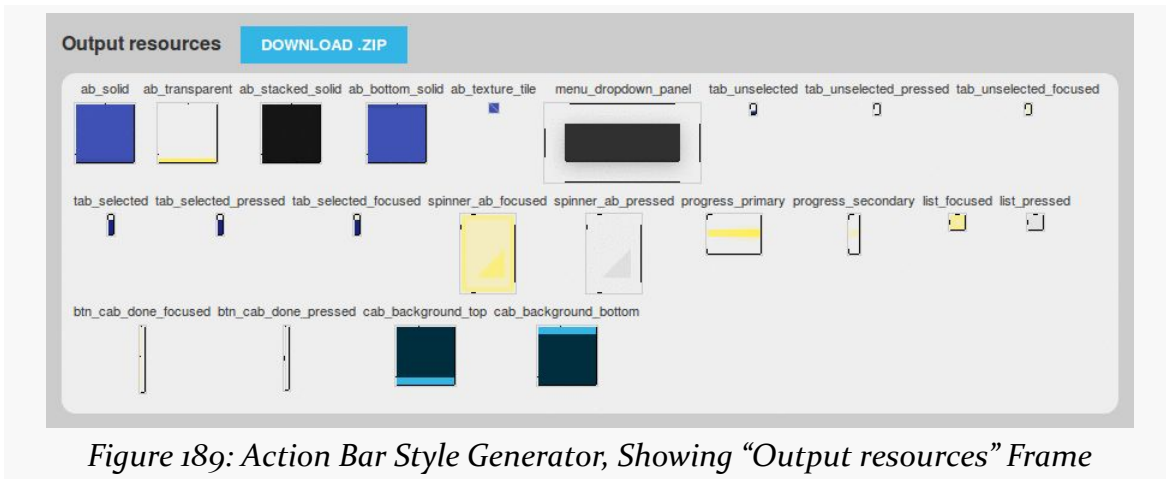 Output resources DOWNLOAD .ZIP
ab_solid ab_transparent ab_stacked_solid ab_bottom_solid ab_texture_tile menu_dropdown_panel tab_unselected tab_unselected_pressed tab_unselected_focused
tab_selected tab_selected_pressed tab_selected_focused spinner_ab_focused spinner_ab_pressed progress_primary progress_secondary list_focused list_pressed
btn_cab_done_focused btn_cab_done_pressed cab_background_top cab_background_bottom
Figure 189: Action Bar Style Generator, Showing “Output resources” Frame